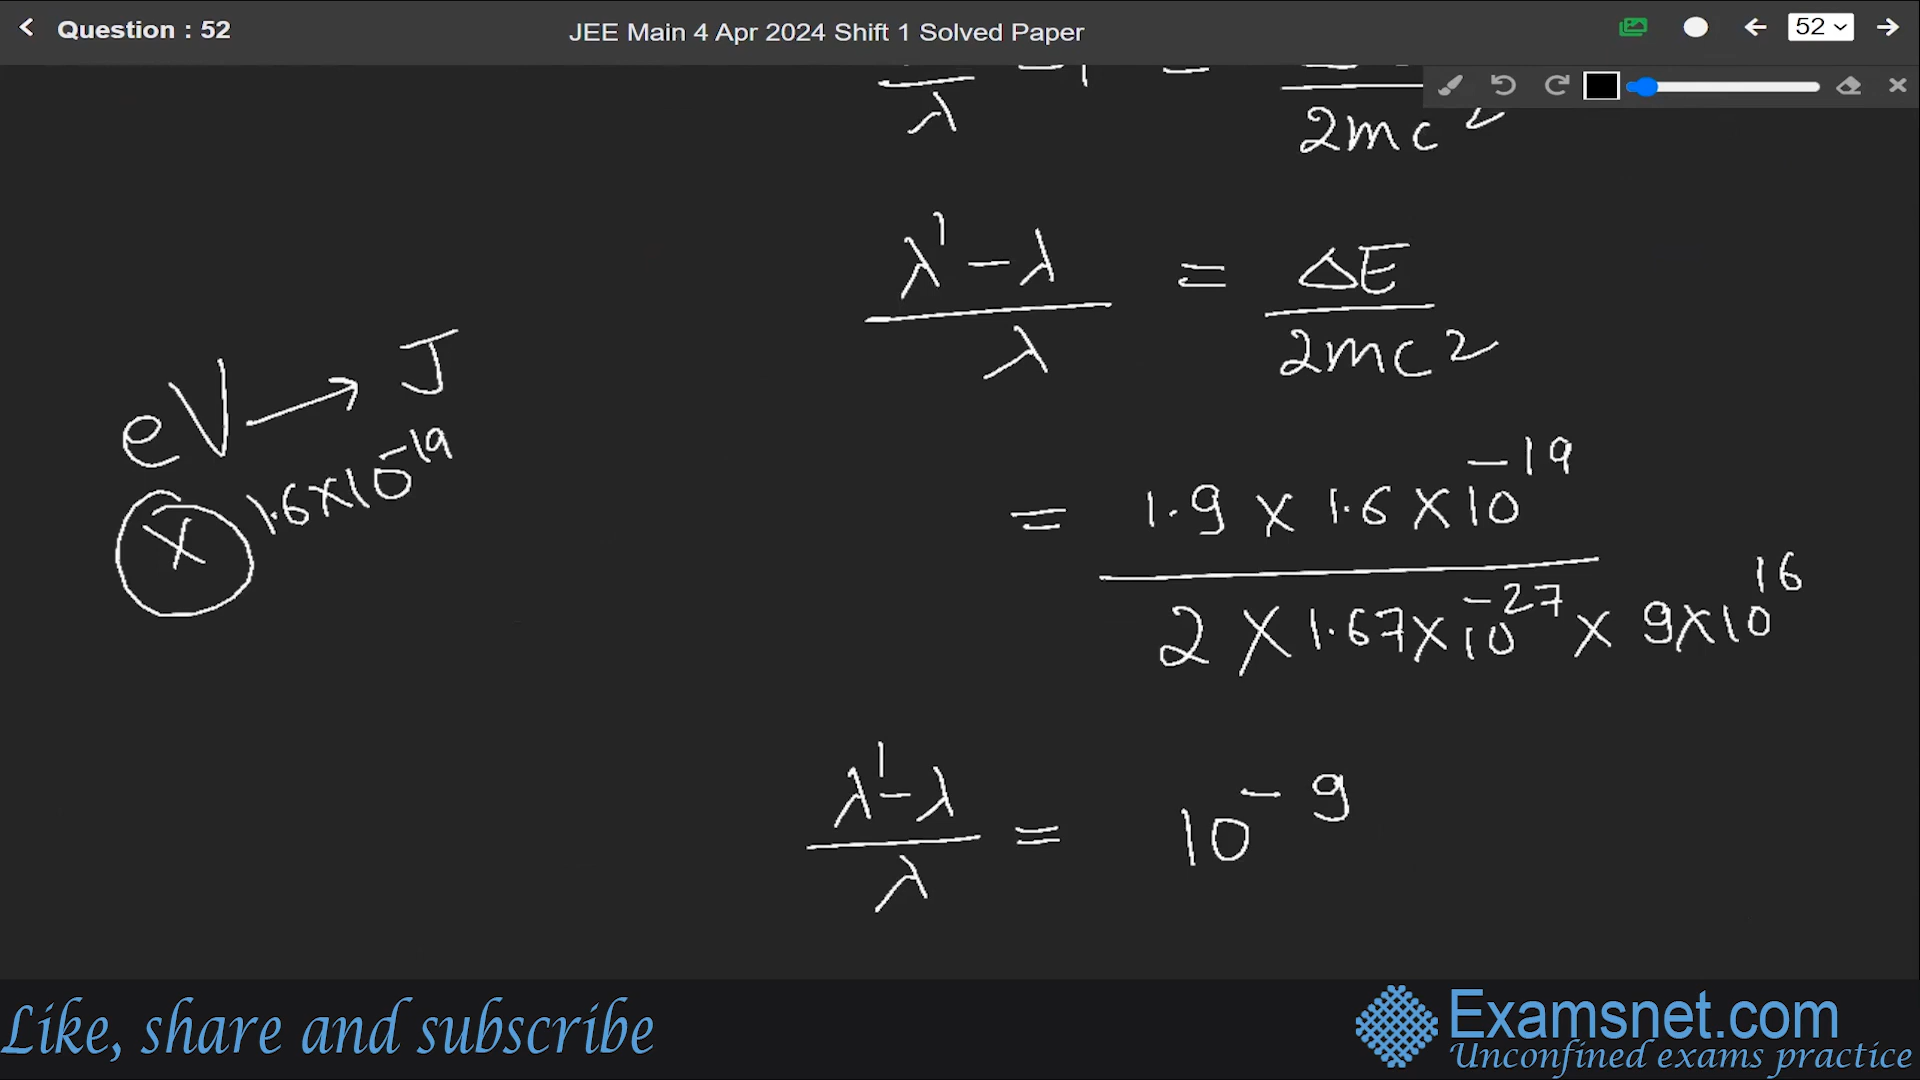 Question : 52
JEE Main 4 Apr 2024 Shift 1 Solved Paper
52
λ
2mc²
λ' - λ = ΔE
λ 2mc²
eV → J
× 1.6×10⁻¹⁹
= 1.9 × 1.6 × 10⁻¹⁹
2 × 1.67 × 10⁻²⁷ × 9×10¹⁶
λ' - λ = 10⁻⁹
λ
Like, share and subscribe
Examsnet.com
Unconfined exams practice